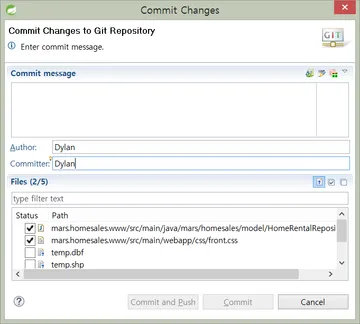 Commit Changes
Commit Changes to Git Repository
Enter commit message.
GIT
Commit message
Author: Dylan
Committer: Dylan
Files (2/5)
type filter text
Status Path
mars.homesales.www/src/main/java/mars/homesales/model/HomeRentalReposi
mars.homesales.www/src/main/webapp/css/front.css
temp.dbf
temp.shp
Commit and Push Commit Cancel